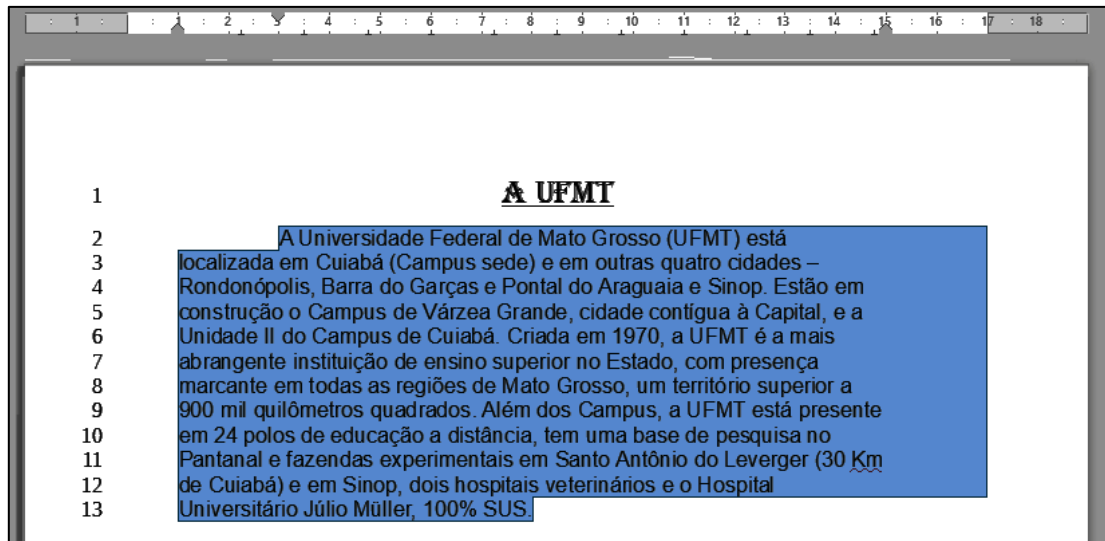 1 1 2 3 4 5 6 7 8 9 10 11 12 13 14 15 16 17 18
1 A UFMT
2 A Universidade Federal de Mato Grosso (UFMT) está
3 localizada em Cuiabá (Campus sede) e em outras quatro cidades –
4 Rondonópolis, Barra do Garças e Pontal do Araguaia e Sinop. Estão em
5 construção o Campus de Várzea Grande, cidade contígua à Capital, e a
6 Unidade II do Campus de Cuiabá. Criada em 1970, a UFMT é a mais
7 abrangente instituição de ensino superior no Estado, com presença
8 marcante em todas as regiões de Mato Grosso, um território superior a
9 900 mil quilômetros quadrados. Além dos Campus, a UFMT está presente
10 em 24 polos de educação a distância, tem uma base de pesquisa no
11 Pantanal e fazendas experimentais em Santo Antônio do Leverger (30 Km
12 de Cuiabá) e em Sinop, dois hospitais veterinários e o Hospital
13 Universitário Júlio Müller, 100% SUS.